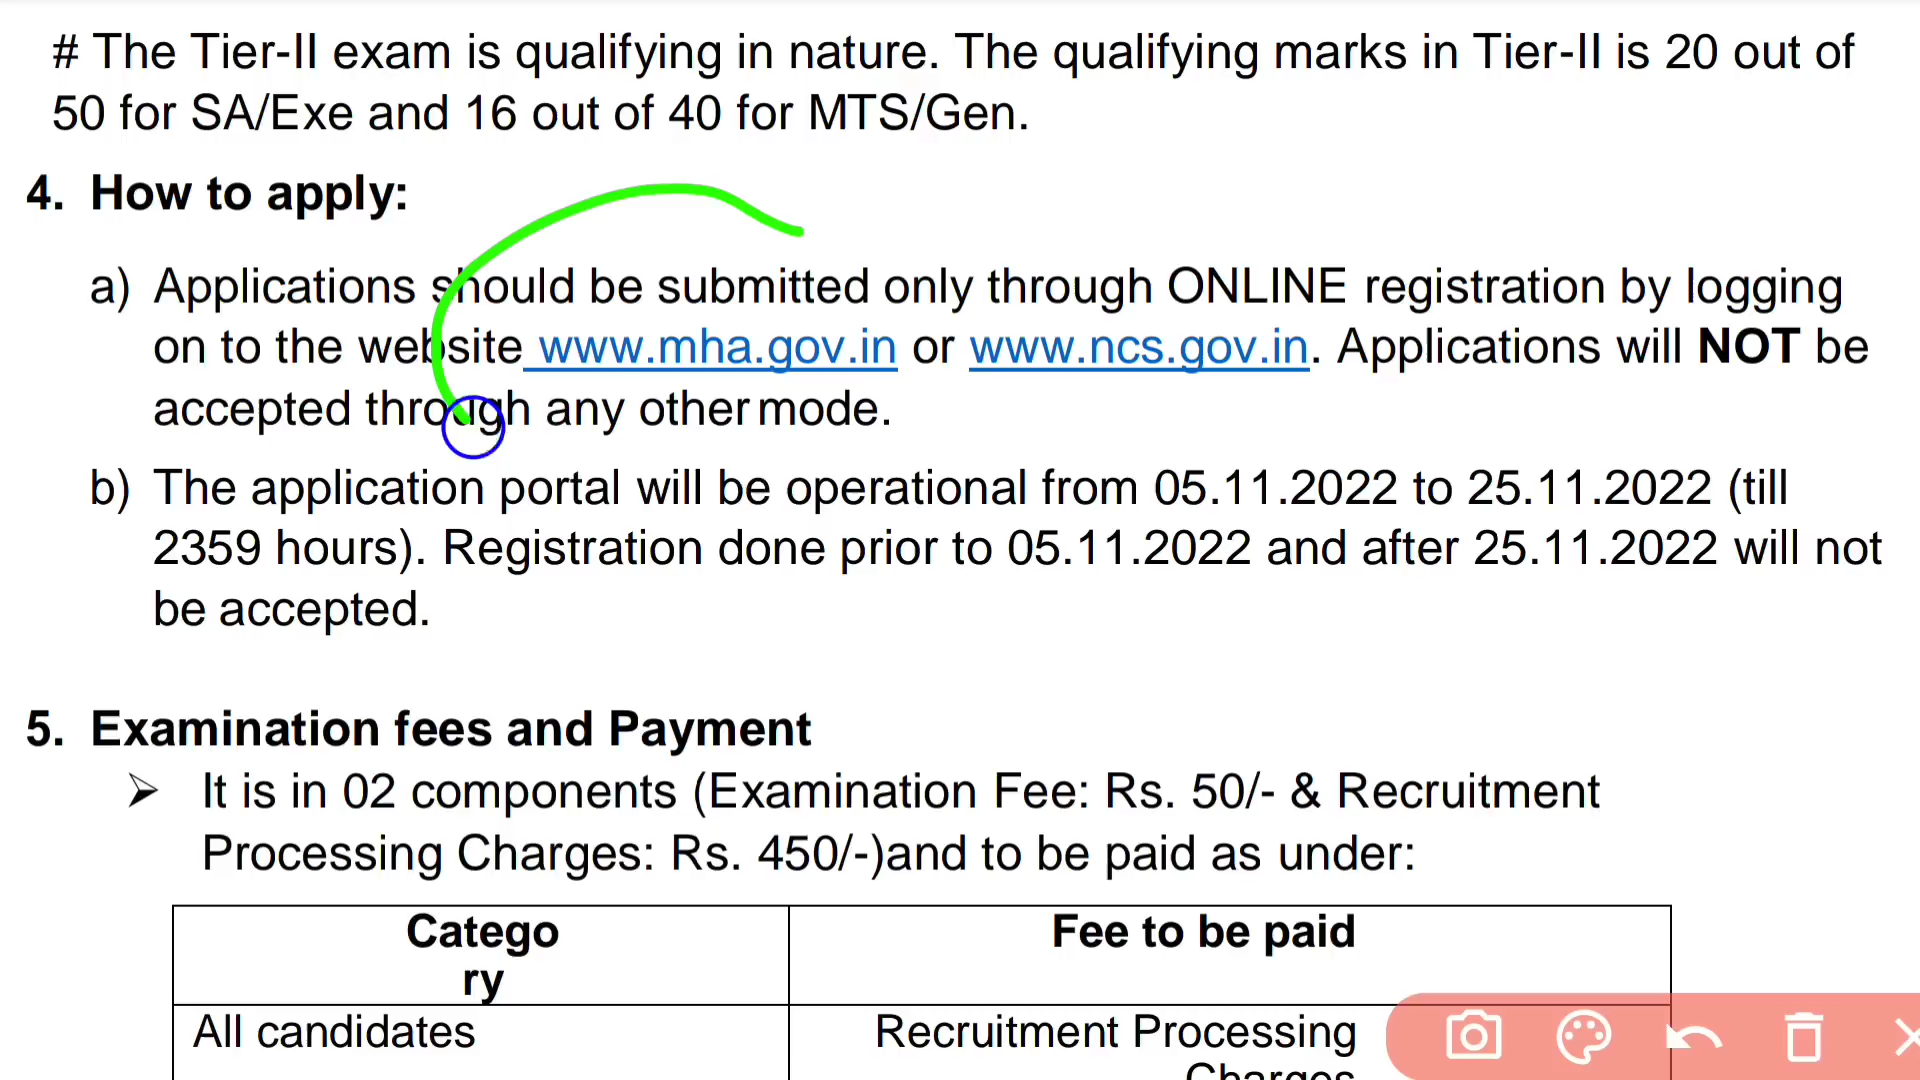 # The Tier-II exam is qualifying in nature. The qualifying marks in Tier-II is 20 out of
50 for SA/Exe and 16 out of 40 for MTS/Gen.
4. How to apply:
a) Applications should be submitted only through ONLINE registration by logging
on to the website www.mha.gov.in or www.ncs.gov.in. Applications will NOT be
accepted through any other mode.
b) The application portal will be operational from 05.11.2022 to 25.11.2022 (till
2359 hours). Registration done prior to 05.11.2022 and after 25.11.2022 will not
be accepted.
5. Examination fees and Payment
➢ It is in 02 components (Examination Fee: Rs. 50/- & Recruitment
Processing Charges: Rs. 450/-)and to be paid as under:
Catego
ry
Fee to be paid
All candidates
Recruitment Processing
Charges